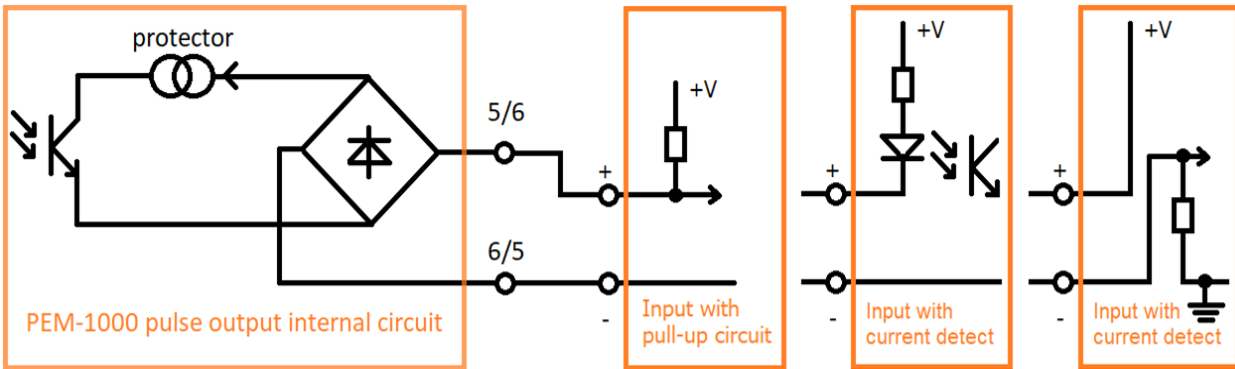 protector
5/6
6/5
PEM-1000 pulse output internal circuit
+V
+
-
Input with
pull-up circuit
+V
+
-
Input with
current detect
+V
+
-
Input with
current detect